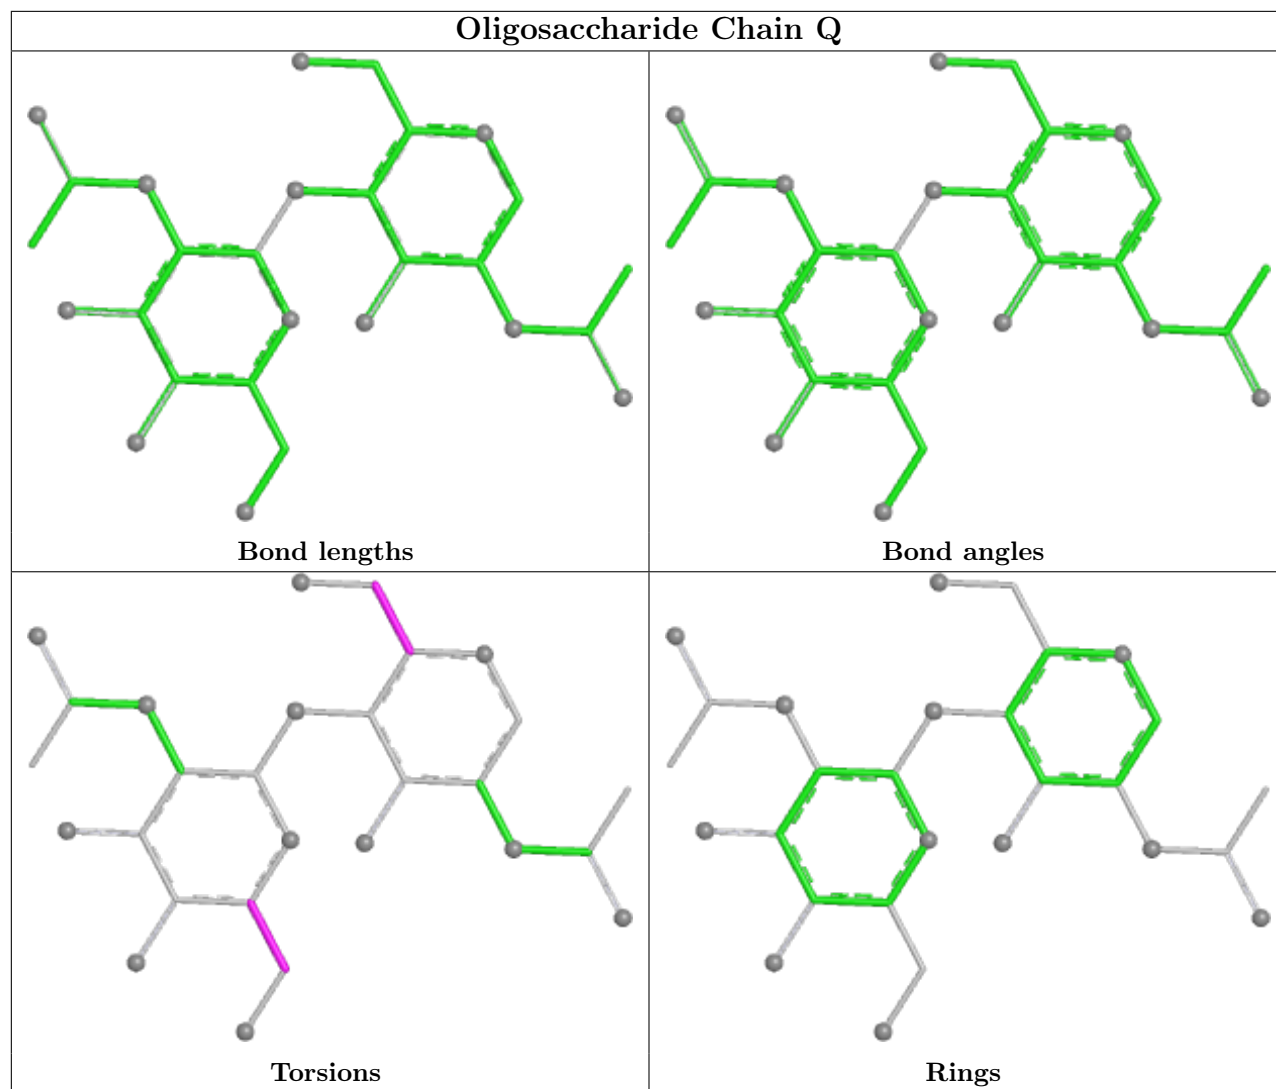 Oligosaccharide Chain Q
Bond lengths
Bond angles
Torsions
Rings